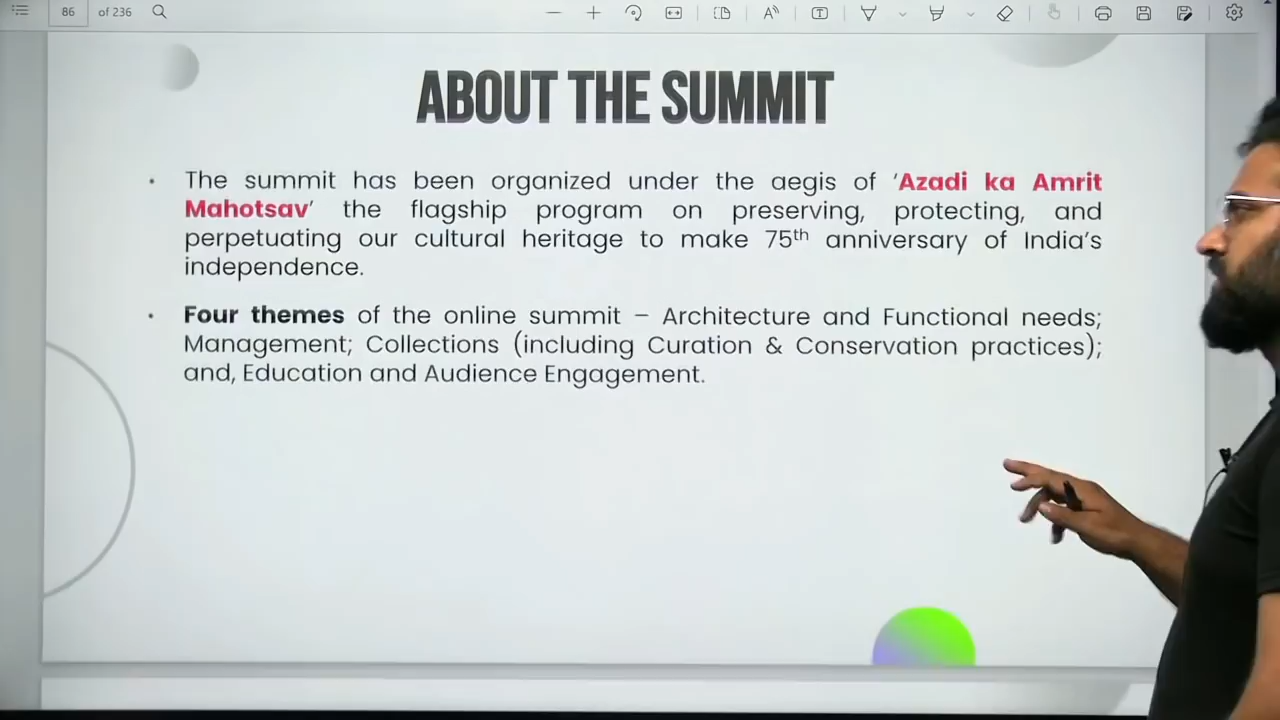 86 of 236
ABOUT THE SUMMIT
• The summit has been organized under the aegis of ‘Azadi ka Amrit
Mahotsav’ the flagship program on preserving, protecting, and
perpetuating our cultural heritage to make 75th anniversary of India’s
independence.
• Four themes of the online summit – Architecture and Functional needs;
Management; Collections (including Curation & Conservation practices);
and, Education and Audience Engagement.